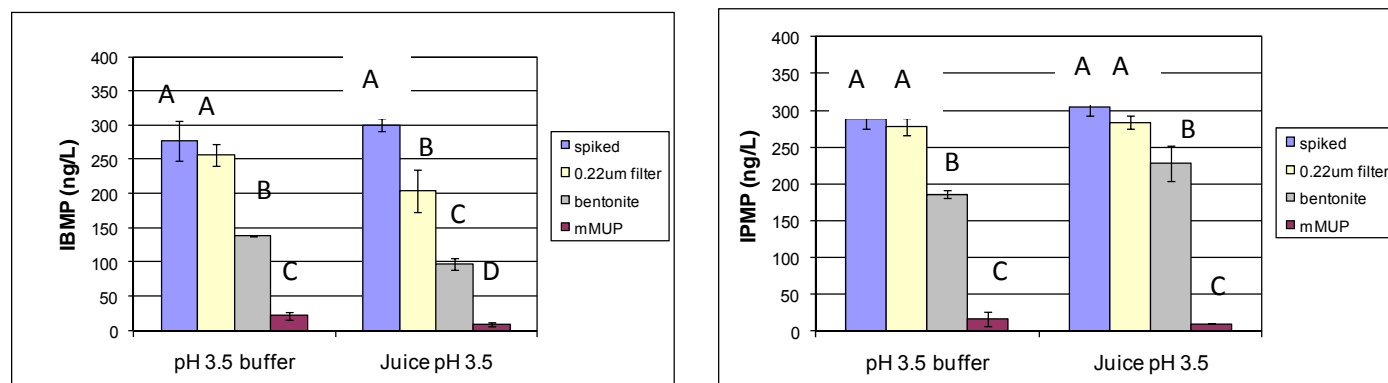 IBMP (ng/L)
400
350
300
250
200
150
100
50
0
A
A
B
C
A
B
C
D
pH 3.5 buffer
Juice pH 3.5
spiked
0.22um filter
bentonite
mMUP
IPMP (ng/L)
400
350
300
250
200
150
100
50
0
A
A
B
C
A
A
B
C
pH 3.5 buffer
Juice pH 3.5
spiked
0.22um filter
bentonite
mMUP